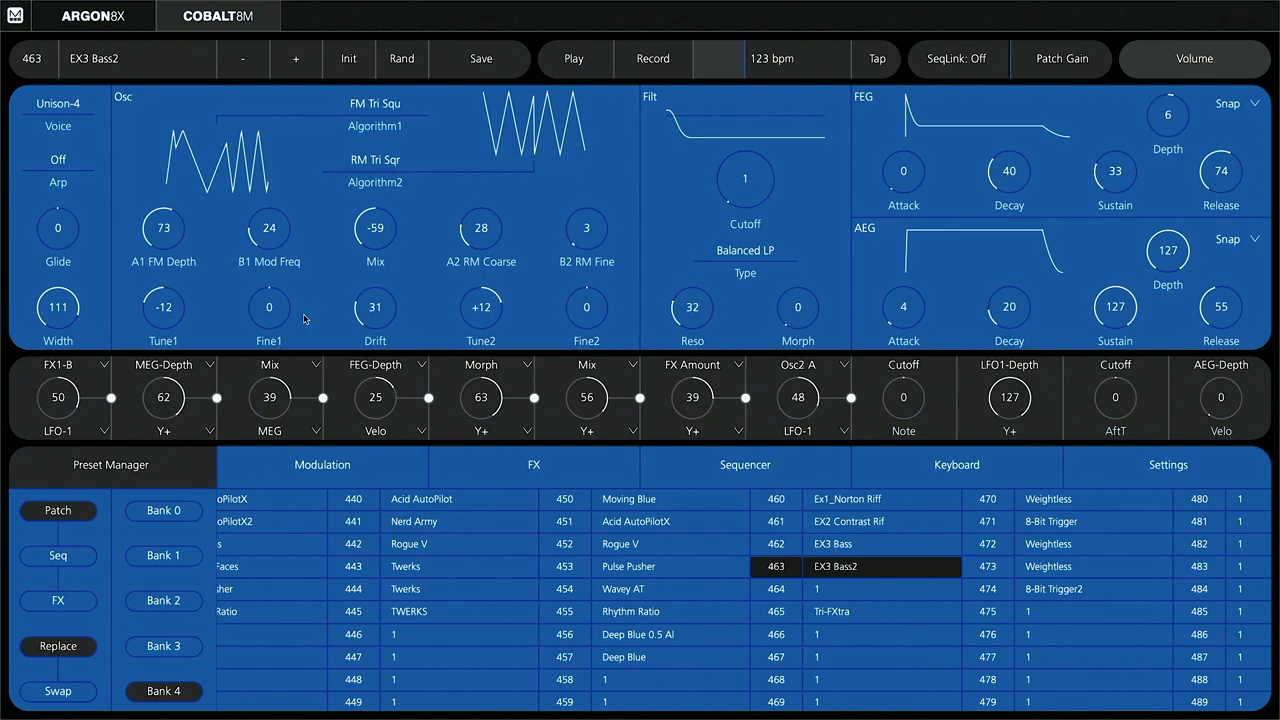 ARGON8X COBALT8M
463 EX3 Bass2 - + Init Rand Save Play Record 123 bpm Tap SeqLink: Off Patch Gain Volume
Unison-4
Voice
Off
Arp
0
Glide
111
Width
Osc
FM Tri Squ
Algorithm1
RM Tri Sqr
Algorithm2
73 24 -59 28 3
A1 FM Depth B1 Mod Freq Mix A2 RM Coarse B2 RM Fine
-12 0 31 +12 0
Tune1 Fine1 Drift Tune2 Fine2
Filt
1
Cutoff
Balanced LP
Type
32 0
Reso Morph
FEG
6
Depth
Snap
0 40 33 74
Attack Decay Sustain Release
AEG
127
Depth
Snap
4 20 127 55
Attack Decay Sustain Release
FX1-B MEG-Depth Mix FEG-Depth Morph Mix FX Amount Osc2 A Cutoff LFO1-Depth Cutoff AEG-Depth
50 62 39 25 63 56 39 48 0 127 0 0
LFO-1 Y+ MEG Velo Y+ Y+ Y+ LFO-1 Note Y+ AftT Velo
Preset Manager Modulation FX Sequencer Keyboard Settings
Patch Bank 0
Seq Bank 1
FX Bank 2
Replace Bank 3
Swap Bank 4
oPilotX 440 Acid AutoPilot 450 Moving Blue 460 Ex1_Norton Riff 470 Weightless 480 1
oPilotX2 441 Nerd Army 451 Acid AutoPilotX 461 EX2 Contrast Rif 471 8-Bit Trigger 481 1
s 442 Rogue V 452 Rogue V 462 EX3 Bass 472 Weightless 482 1
Faces 443 Twerks 453 Pulse Pusher 463 EX3 Bass2 473 Weightless 483 1
sher 444 Twerks 454 Wavey AT 464 1 474 8-Bit Trigger2 484 1
Ratio 445 TWERKS 455 Rhythm Ratio 465 Tri-FXtra 475 1 485 1
446 1 456 Deep Blue 0.5 Al 466 1 476 1 486 1
447 1 457 Deep Blue 467 1 477 1 487 1
448 1 458 1 468 1 478 1 488 1
449 1 459 1 469 1 479 1 489 1